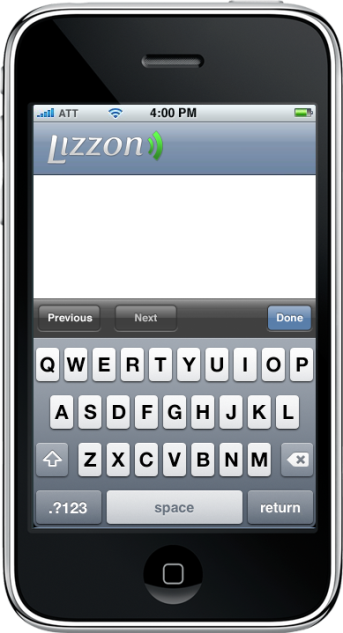 ATT 4:00 PM
Lizzon
Previous Next Done
Q W E R T Y U I O P
A S D F G H J K L
Z X C V B N M
.?123 space return